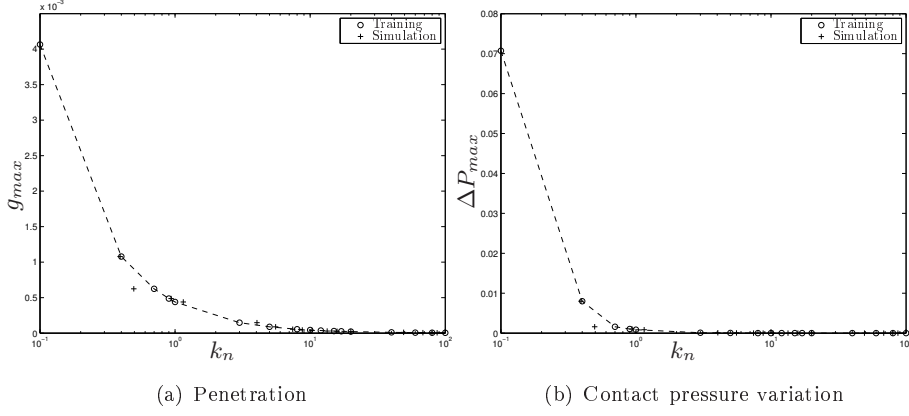 x 10⁻³
4
3.5
3
2.5
2
1.5
1
0.5
0
g_max
10⁻¹ 10⁰ 10¹ 10²
k_n
Training
Simulation
(a) Penetration
0.08
0.07
0.06
0.05
0.04
0.03
0.02
0.01
0
ΔP_max
10⁻¹ 10⁰ 10¹ 10²
k_n
Training
Simulation
(b) Contact pressure variation